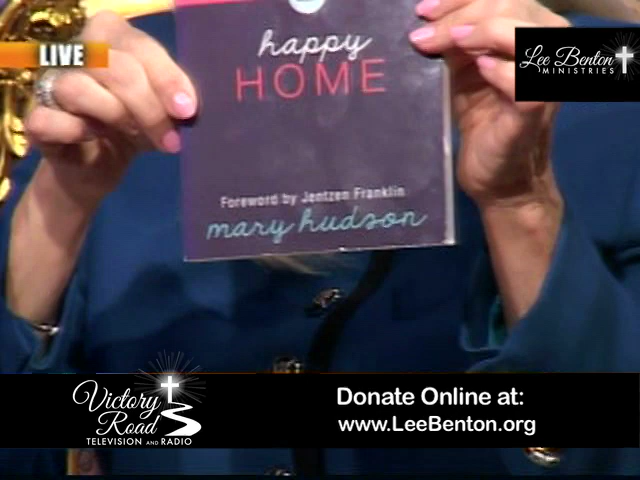 LIVE
happy
HOME
Foreword by Jentzen Franklin
mary hudson
Lee Benton
MINISTRIES
Victory
Road
TELEVISION AND RADIO
Donate Online at:
www.LeeBenton.org